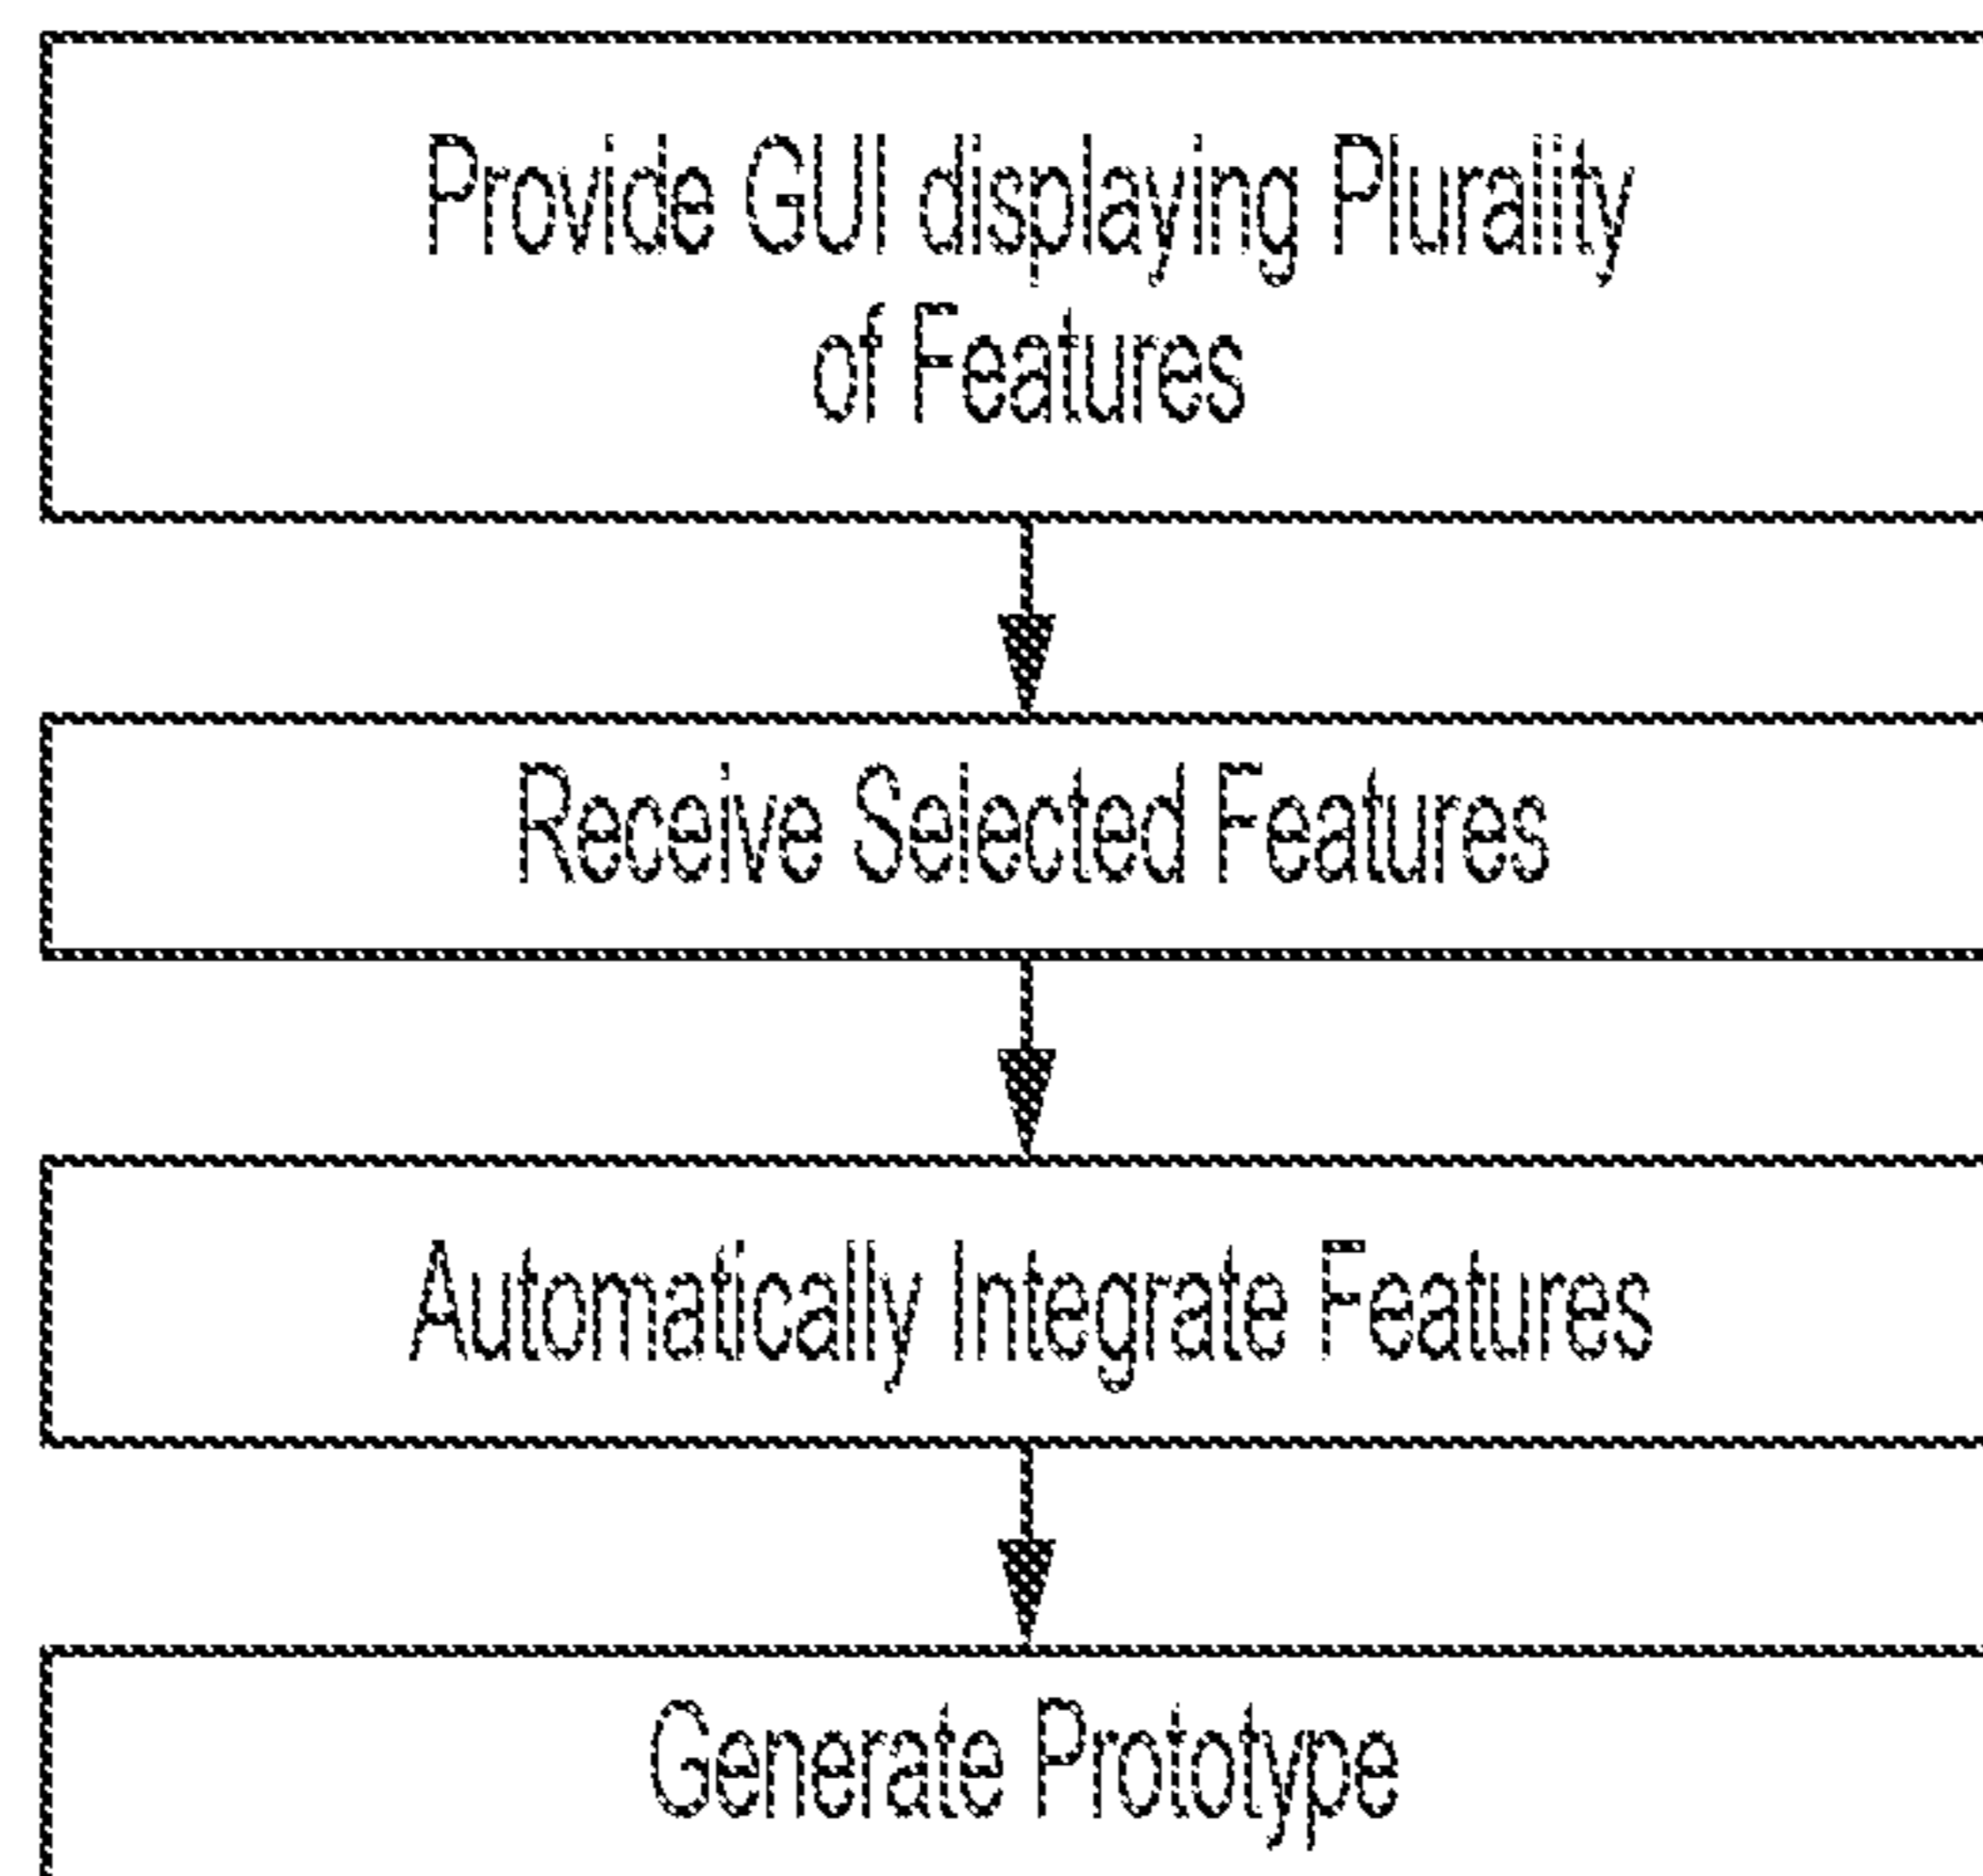 Provide GUI displaying Plurality
of Features
Receive Selected Features
Automatically Integrate Features
Generate Prototype